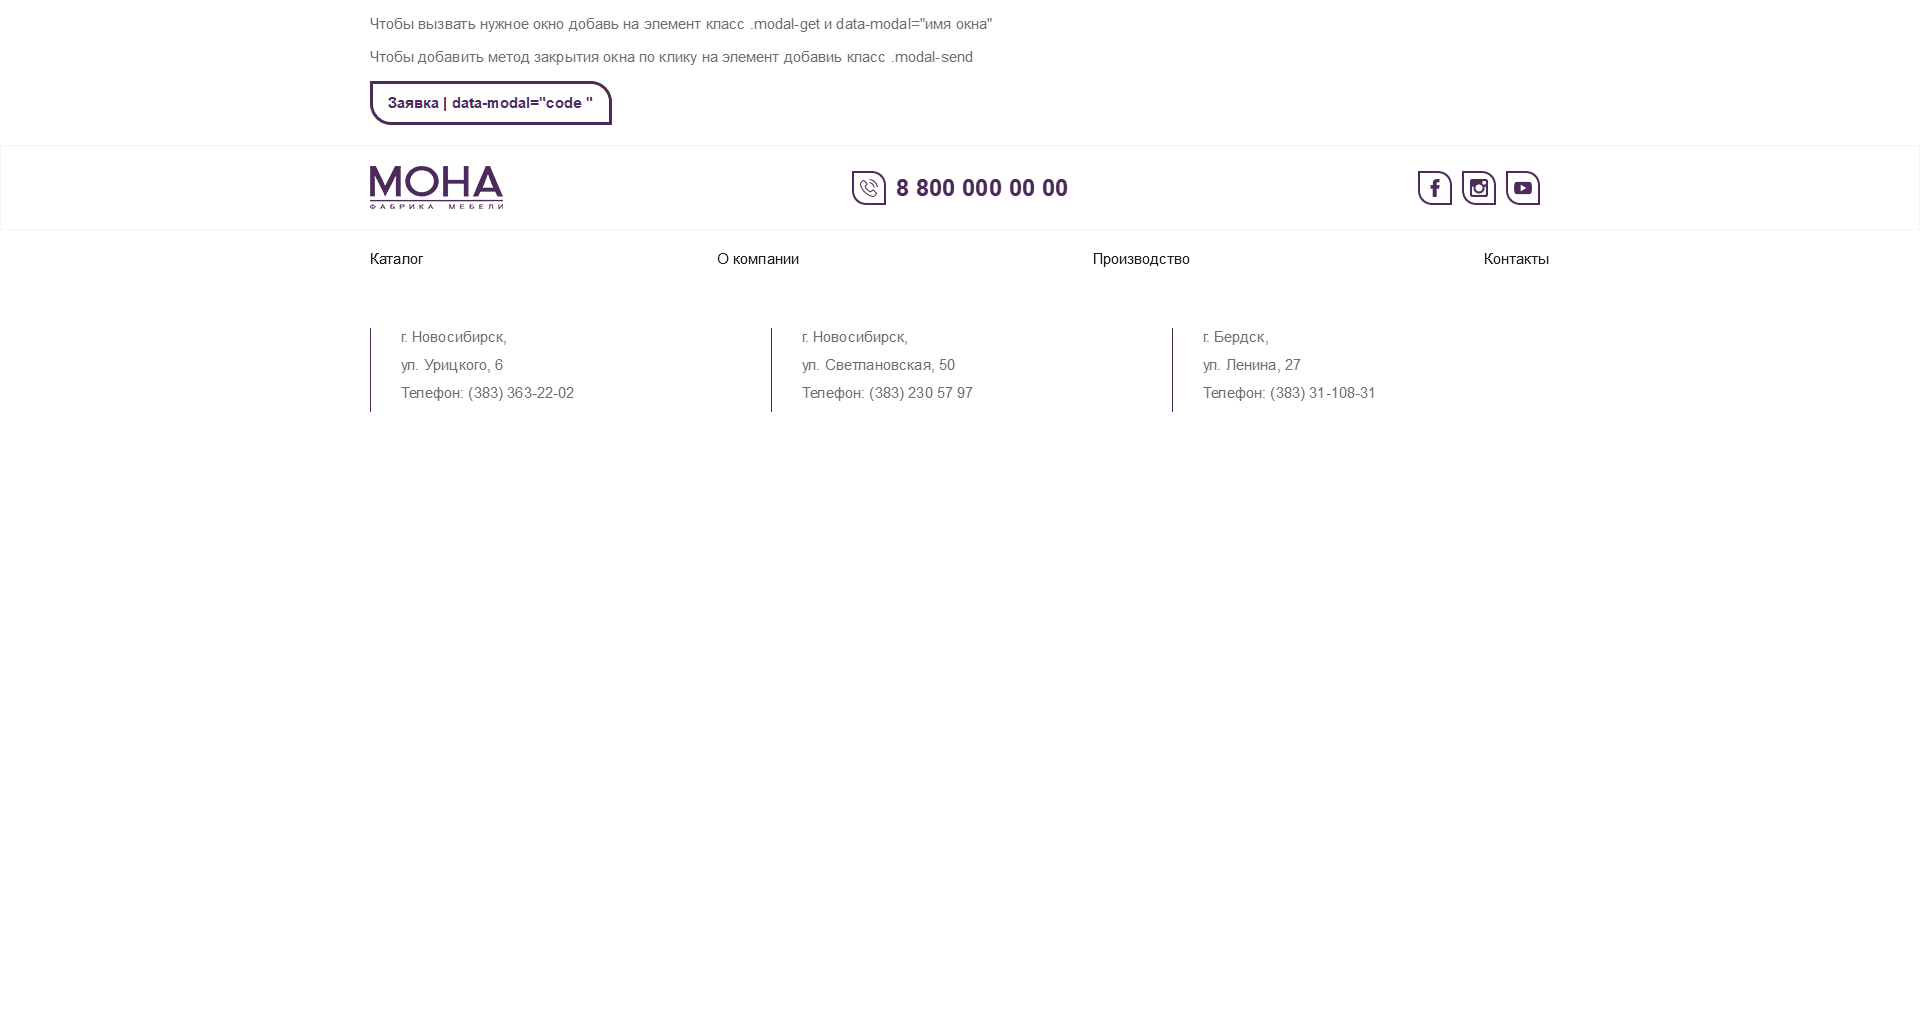 Чтобы вызвать нужное окно добавь на элемент класс .modal-get и data-modal="имя окна"
Чтобы добавить метод закрытия окна по клику на элемент добавиь класс .modal-send
Заявка | data-modal="code "
МОНА
ФАБРИКА МЕБЕЛИ
8 800 000 00 00
Каталог
О компании
Производство
Контакты
г. Новосибирск,
ул. Урицкого, 6
Телефон: (383) 363-22-02
г. Новосибирск,
ул. Светлановская, 50
Телефон: (383) 230 57 97
г. Бердск,
ул. Ленина, 27
Телефон: (383) 31-108-31